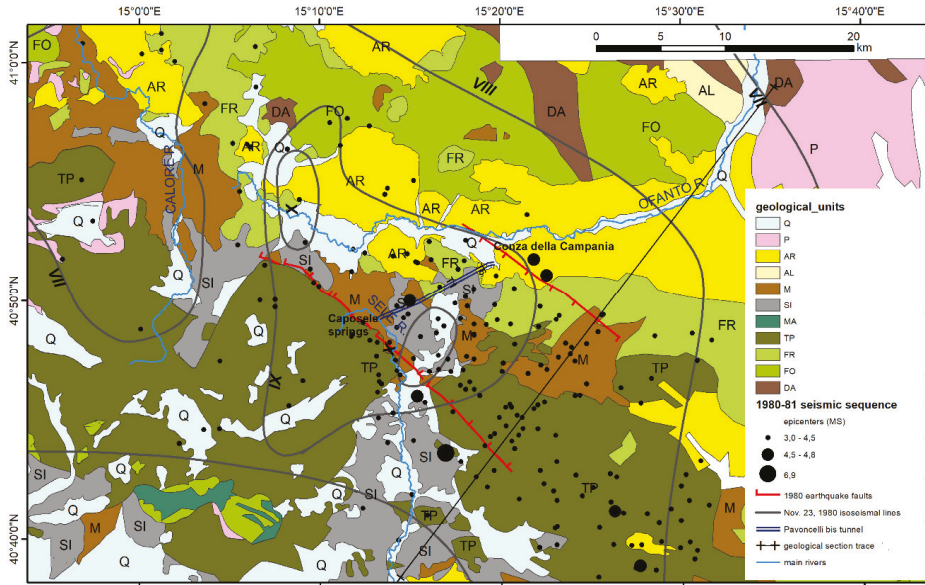 15°0'0"E 15°10'0"E 15°20'0"E 15°30'0"E 15°40'0"E
0 5 10 20
km
41°0'0"N
40°50'0"N
40°40'0"N
FO
AR
AR
VIII
FR
DA
FO
AR
DA
AR
AL
VII
DA
FO
P
Q
M
AR
Q
FR
AR
TP
CALORE R.
X
AR
AR
OFANTO R.
Q
Q
Q
Conza della Campania
VII
Q
SI
SI
AR
FR
M
SI
SELE R.
Caposele
springs
M
FR
Q
X
TP
M
TP
IX
TP
Q
Q
Q
Q
SI
Q
SI
Q
Q
TP
M
Q
M
SI
Q
SI
TP
TP
Q
SI
geological_units
Q
P
AR
AL
M
SI
MA
TP
FR
FO
DA
1980-81 seismic sequence
epicenters (MS)
3,0 - 4,5
4,5 - 4,8
6,9
1980 earthquake faults
Nov. 23, 1980 isoseismal lines
Pavoncelli bis tunnel
geological section trace
main rivers